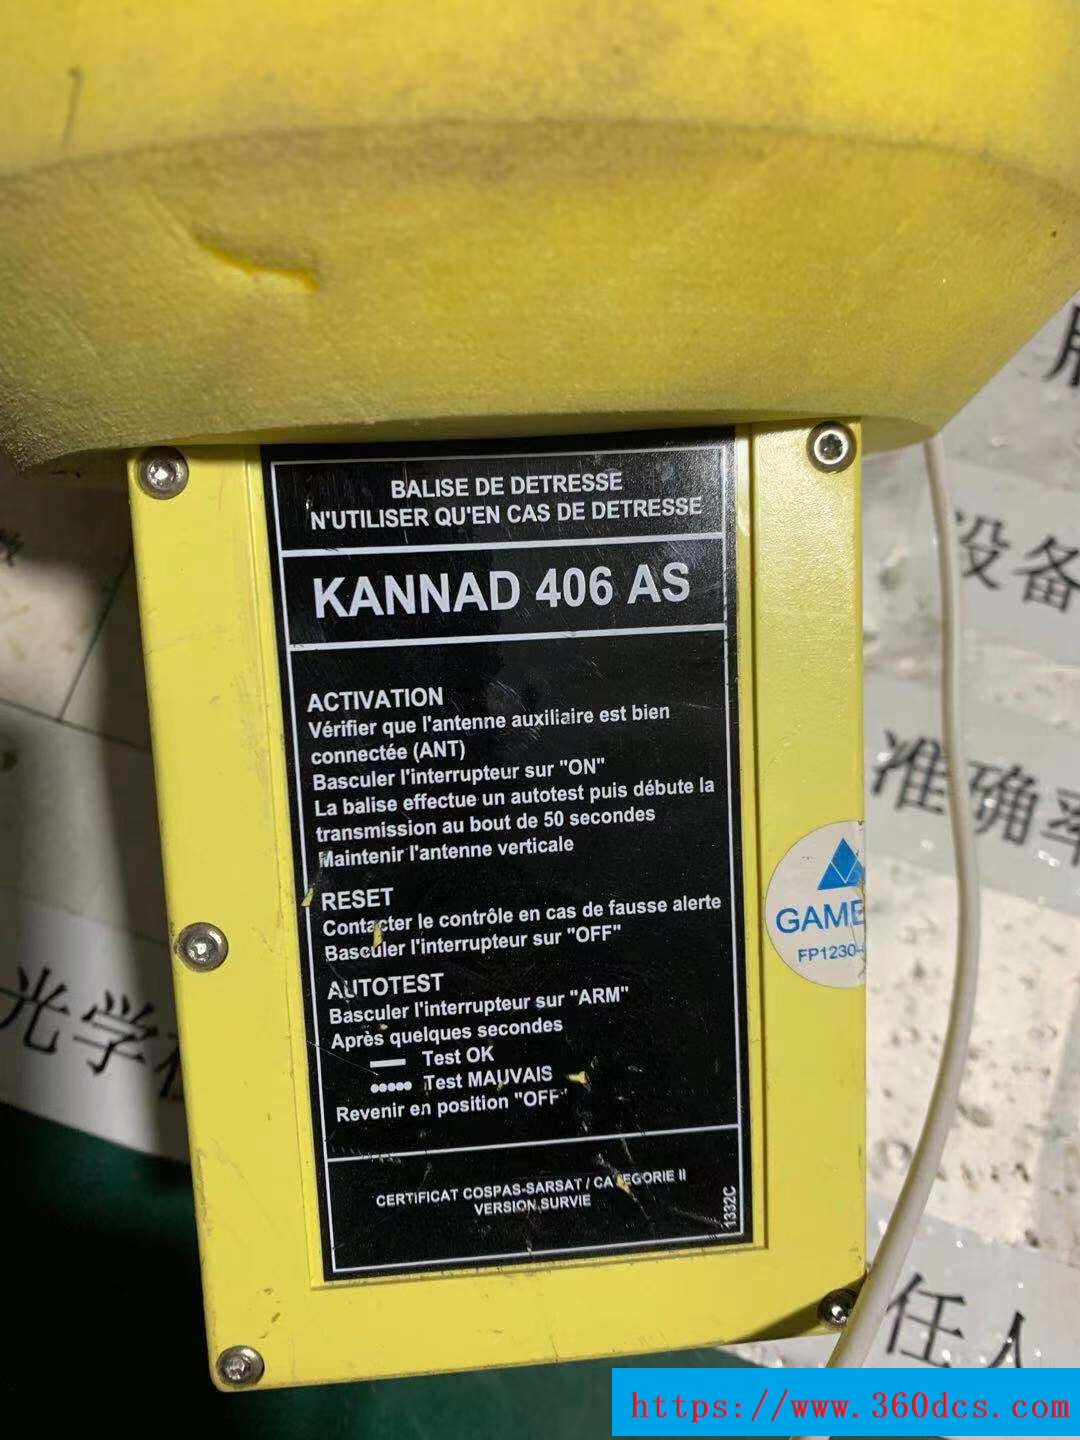 BALISE DE DETRESSE
N'UTILISER QU'EN CAS DE DETRESSE
KANNAD 406 AS
ACTIVATION
Vérifier que l'antenne auxiliaire est bien
connectée (ANT)
Basculer l'interrupteur sur "ON"
La balise effectue un autotest puis débute la
transmission au bout de 50 secondes
Maintenir l'antenne verticale
RESET
Contacter le contrôle en cas de fausse alerte
Basculer l'interrupteur sur "OFF"
AUTOTEST
Basculer l'interrupteur sur "ARM"
Après quelques secondes
Test OK
Test MAUVAIS
Revenir en position "OFF"
CERTIFICAT COSPAS-SARSAT / CATEGORIE II
VERSION SURVIE
1332C
FP1230-
设备
准确率
光学
任人
https://www.360dcs.com